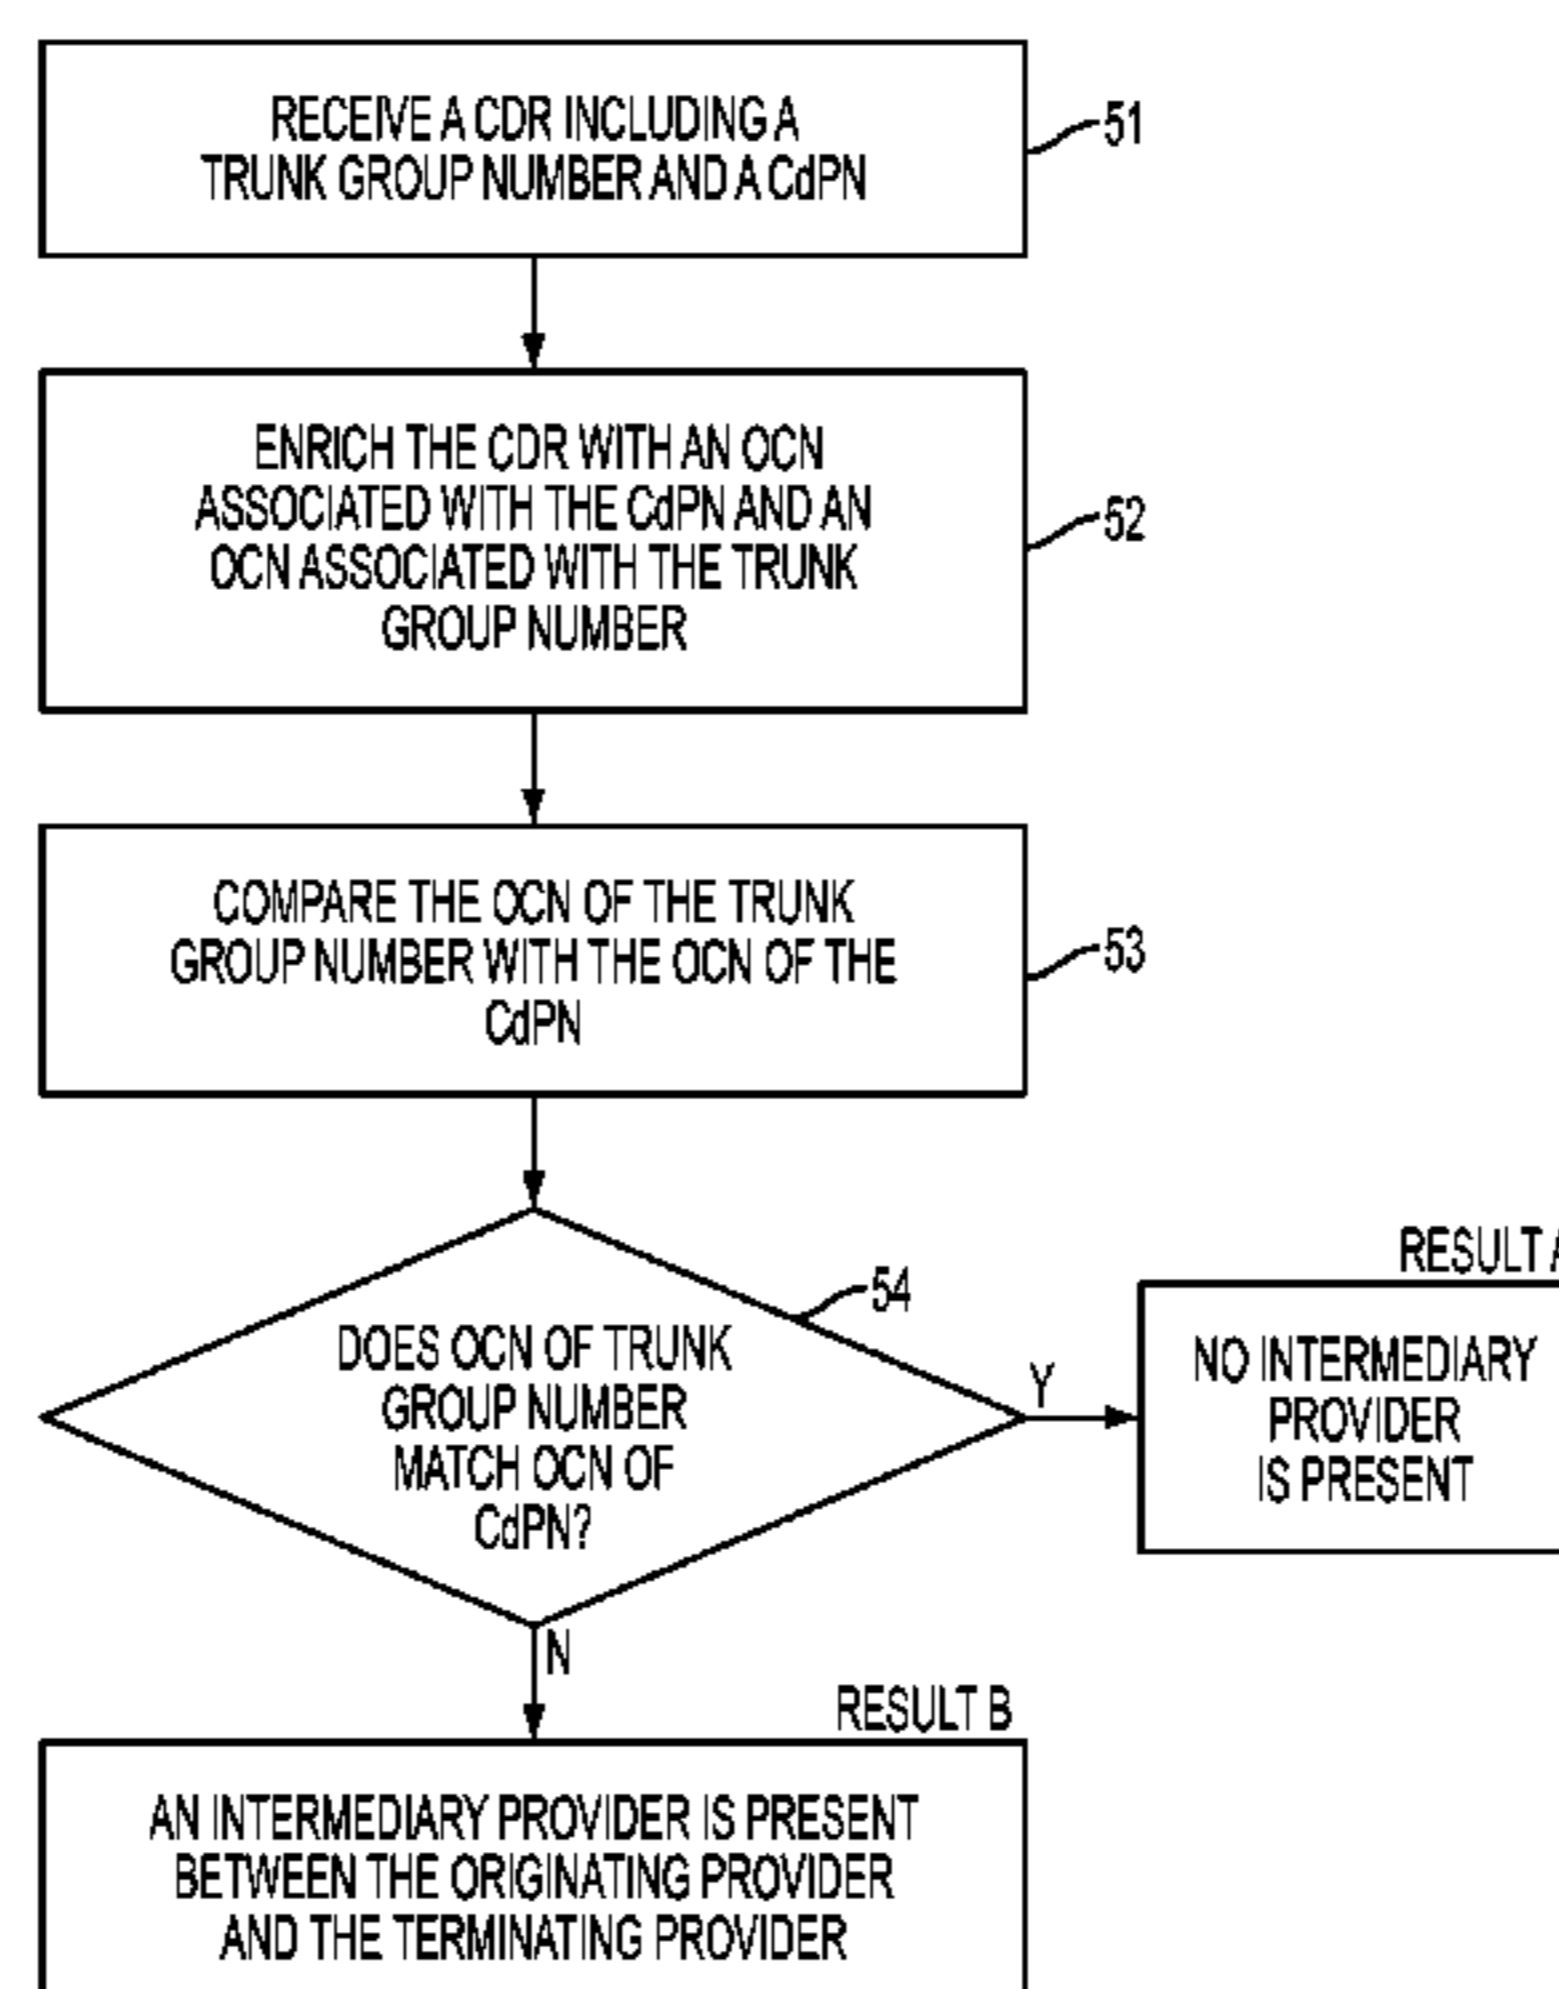 RECEIVE A CDR INCLUDING A
TRUNK GROUP NUMBER AND A CdPN
51
ENRICH THE CDR WITH AN OCN
ASSOCIATED WITH THE CdPN AND AN
OCN ASSOCIATED WITH THE TRUNK
GROUP NUMBER
52
COMPARE THE OCN OF THE TRUNK
GROUP NUMBER WITH THE OCN OF THE
CdPN
53
54
DOES OCN OF TRUNK
GROUP NUMBER
MATCH OCN OF
CdPN?
Y
RESULT A
NO INTERMEDIARY
PROVIDER
IS PRESENT
N
RESULT B
AN INTERMEDIARY PROVIDER IS PRESENT
BETWEEN THE ORIGINATING PROVIDER
AND THE TERMINATING PROVIDER